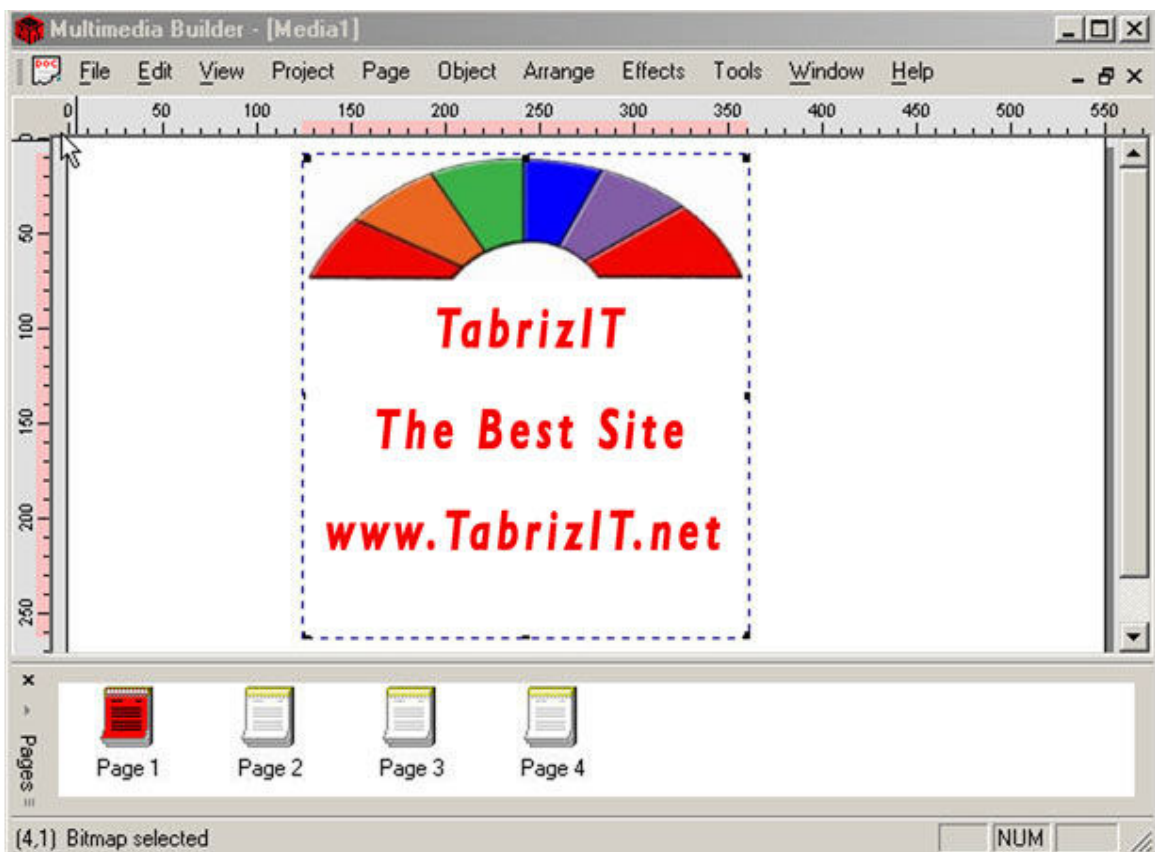 Multimedia Builder - [Media1]
DOC File Edit View Project Page Object Arrange Effects Tools Window Help
0 50 100 150 200 250 300 350 400 450 500 550
0
50
100
150
200
250
TabrizIT
The Best Site
www.TabrizIT.net
Pages
Page 1 Page 2 Page 3 Page 4
(4,1) Bitmap selected NUM